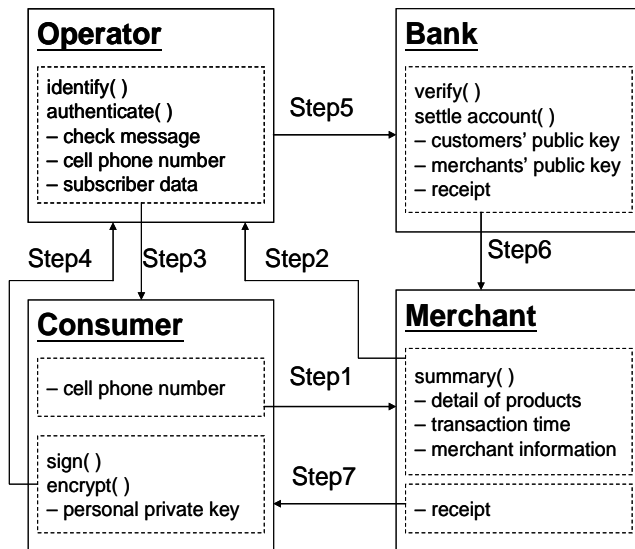 Operator
identify( )
authenticate( )
– check message
– cell phone number
– subscriber data
Step5
Bank
verify( )
settle account( )
– customers’ public key
– merchants’ public key
– receipt
Step4
Step3
Step2
Step6
Consumer
– cell phone number
sign( )
encrypt( )
– personal private key
Step1
Step7
Merchant
summary( )
– detail of products
– transaction time
– merchant information
– receipt